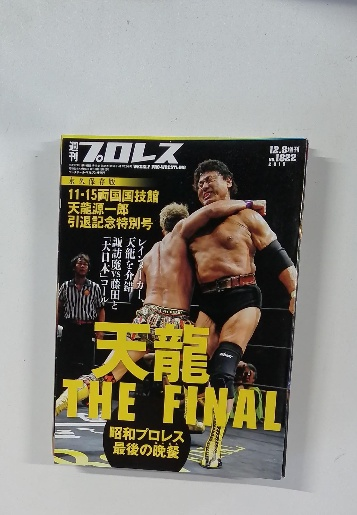 週刊プロレス
WEEKLY PRO-WRESTLING
12.8増刊
No.1822
2015
永久保存版
11・15両国国技館
天龍源一郎
引退記念特別号
レインメーカー、
天龍を介錯!
諏訪魔vs藤田と
「大日本」コール
天龍
THE FINAL
昭和プロレス
最後の晩餐